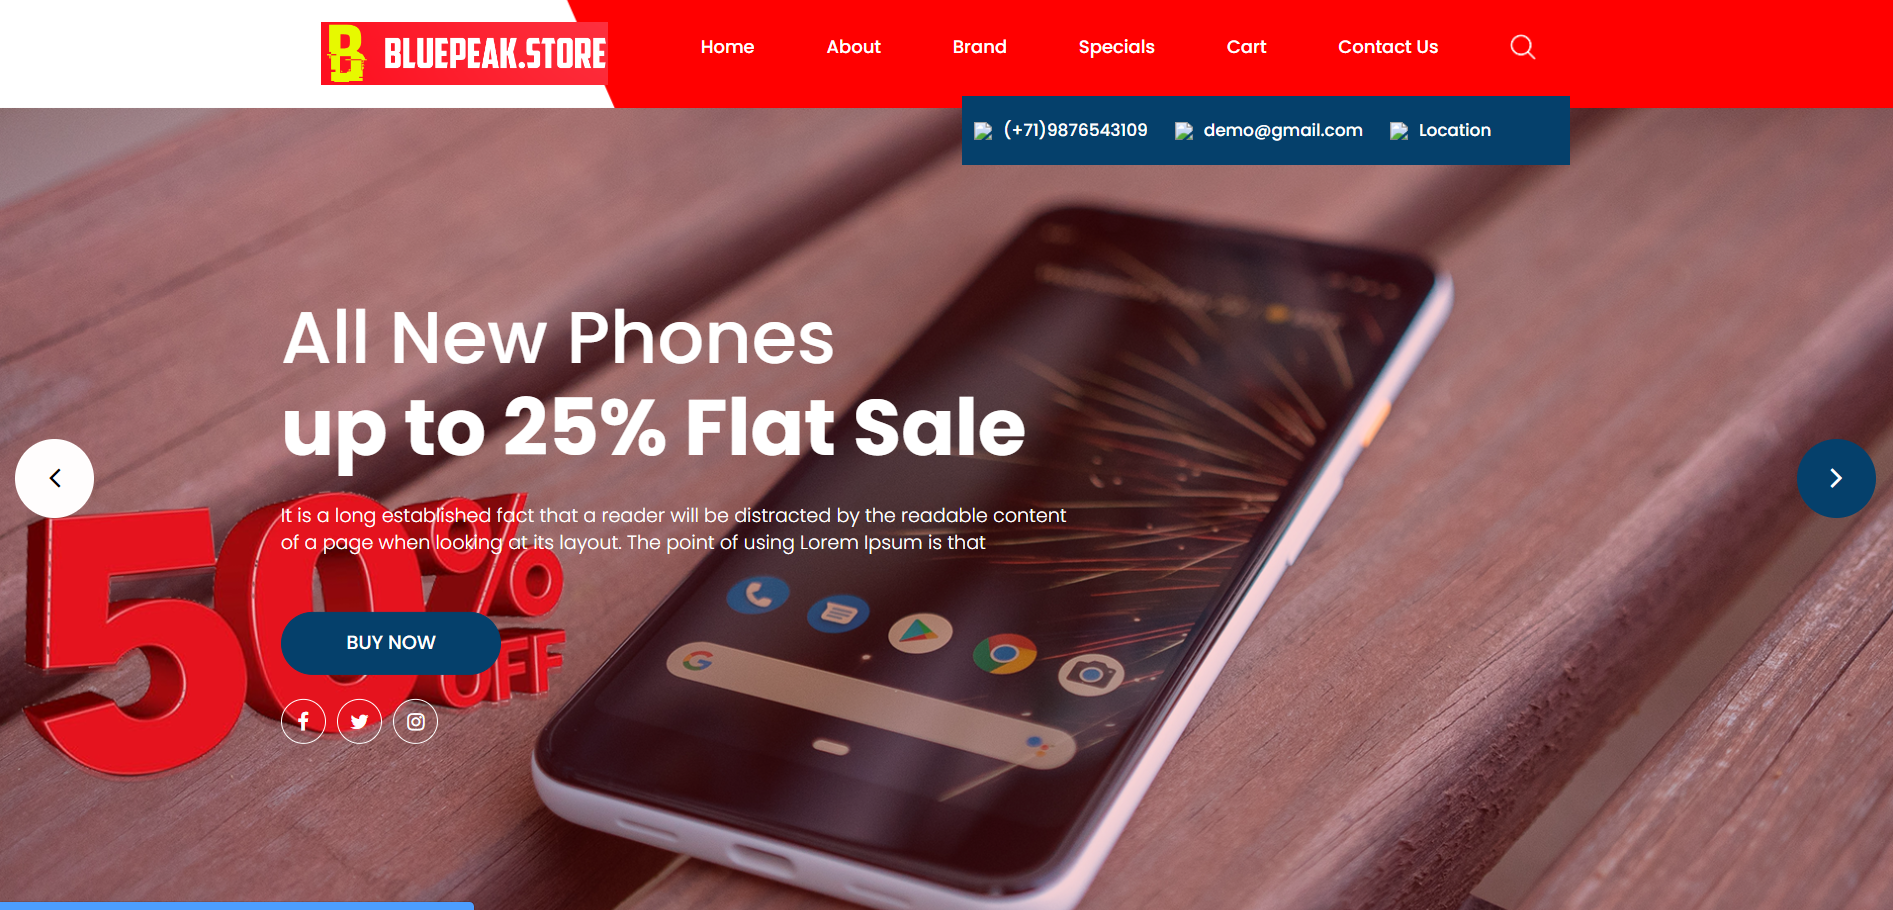 B BLUEPEAK.STORE
Home About Brand Specials Cart Contact Us
(+71)9876543109 demo@gmail.com Location
All New Phones
up to 25% Flat Sale
It is a long established fact that a reader will be distracted by the readable content
of a page when looking at its layout. The point of using Lorem Ipsum is that
50%
OFF
BUY NOW
G